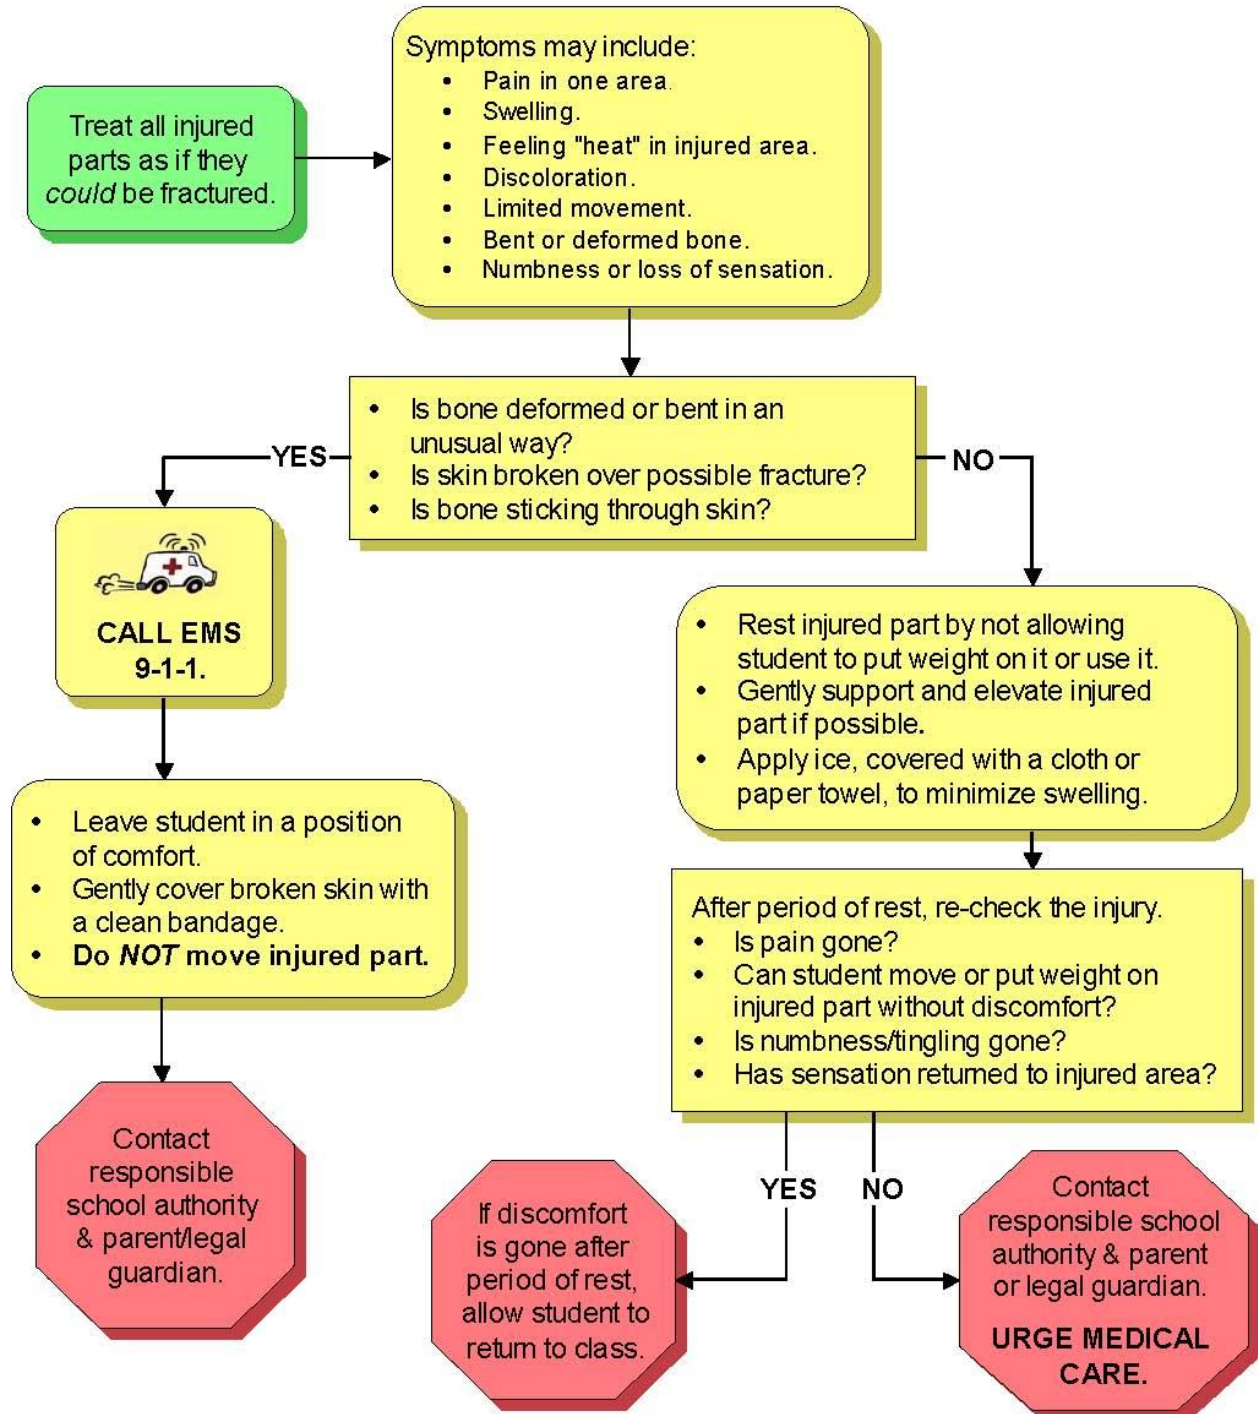 Treat all injured
parts as if they
could be fractured.
Symptoms may include:
• Pain in one area.
• Swelling.
• Feeling "heat" in injured area.
• Discoloration.
• Limited movement.
• Bent or deformed bone.
• Numbness or loss of sensation.
• Is bone deformed or bent in an
unusual way?
• Is skin broken over possible fracture?
• Is bone sticking through skin?
YES
NO
CALL EMS
9-1-1.
• Leave student in a position
of comfort.
• Gently cover broken skin with
a clean bandage.
• Do NOT move injured part.
Contact
responsible
school authority
& parent/legal
guardian.
• Rest injured part by not allowing
student to put weight on it or use it.
• Gently support and elevate injured
part if possible.
• Apply ice, covered with a cloth or
paper towel, to minimize swelling.
After period of rest, re-check the injury.
• Is pain gone?
• Can student move or put weight on
injured part without discomfort?
• Is numbness/tingling gone?
• Has sensation returned to injured area?
YES
NO
If discomfort
is gone after
period of rest,
allow student to
return to class.
Contact
responsible school
authority & parent
or legal guardian.
URGE MEDICAL
CARE.